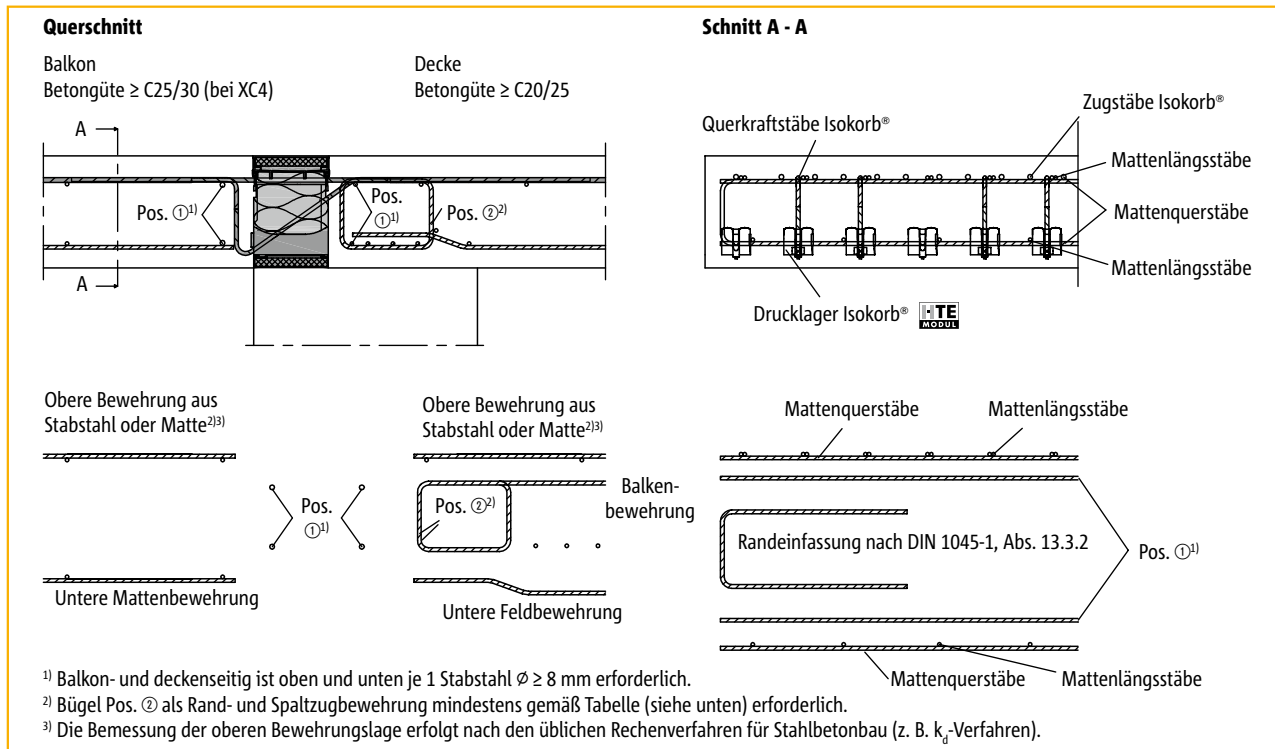 Querschnitt
Balkon
Betongüte ≥ C25/30 (bei XC4)
Decke
Betongüte ≥ C20/25
A
Pos. ①¹⁾
Pos.
①¹⁾
Pos. ②²⁾
A
Schnitt A - A
Zugstäbe Isokorb®
Querkraftstäbe Isokorb®
Mattenlängsstäbe
Mattenquerstäbe
Mattenlängsstäbe
Drucklager Isokorb® HTE
MODUL
Obere Bewehrung aus
Stabstahl oder Matte²⁾³⁾
Pos.
①¹⁾
Untere Mattenbewehrung
Obere Bewehrung aus
Stabstahl oder Matte²⁾³⁾
Pos. ②²⁾
Balken-
bewehrung
Untere Feldbewehrung
Mattenquerstäbe
Mattenlängsstäbe
Randeinfassung nach DIN 1045-1, Abs. 13.3.2
Pos. ①¹⁾
Mattenquerstäbe
Mattenlängsstäbe
¹⁾ Balkon- und deckenseitig ist oben und unten je 1 Stabstahl Ø ≥ 8 mm erforderlich.
²⁾ Bügel Pos. ② als Rand- und Spaltzugbewehrung mindestens gemäß Tabelle (siehe unten) erforderlich.
³⁾ Die Bemessung der oberen Bewehrungslage erfolgt nach den üblichen Rechenverfahren für Stahlbetonbau (z. B. k_d-Verfahren).